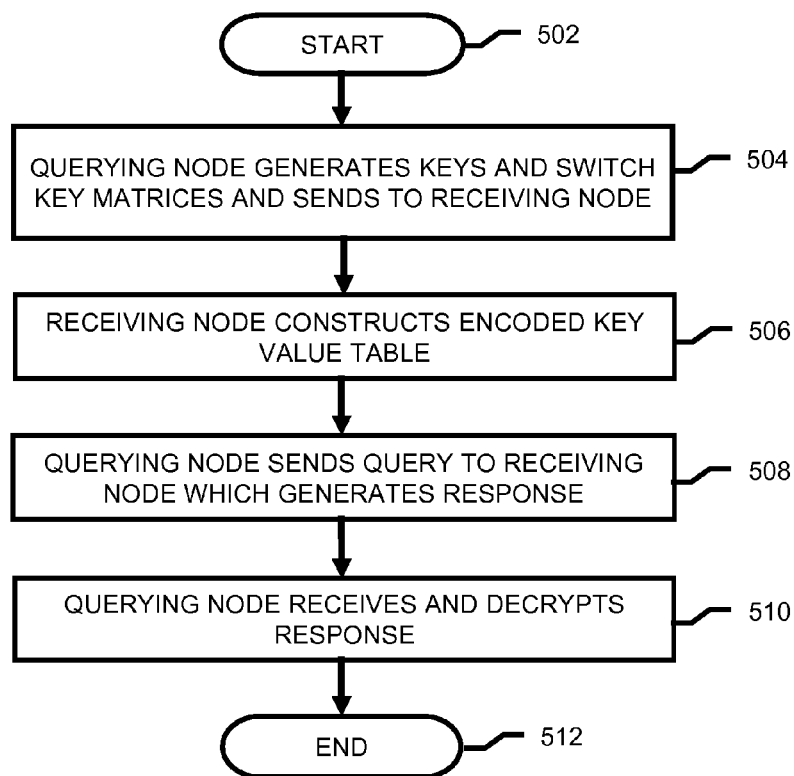 START
502
QUERYING NODE GENERATES KEYS AND SWITCH
KEY MATRICES AND SENDS TO RECEIVING NODE
504
RECEIVING NODE CONSTRUCTS ENCODED KEY
VALUE TABLE
506
QUERYING NODE SENDS QUERY TO RECEIVING
NODE WHICH GENERATES RESPONSE
508
QUERYING NODE RECEIVES AND DECRYPTS
RESPONSE
510
END
512